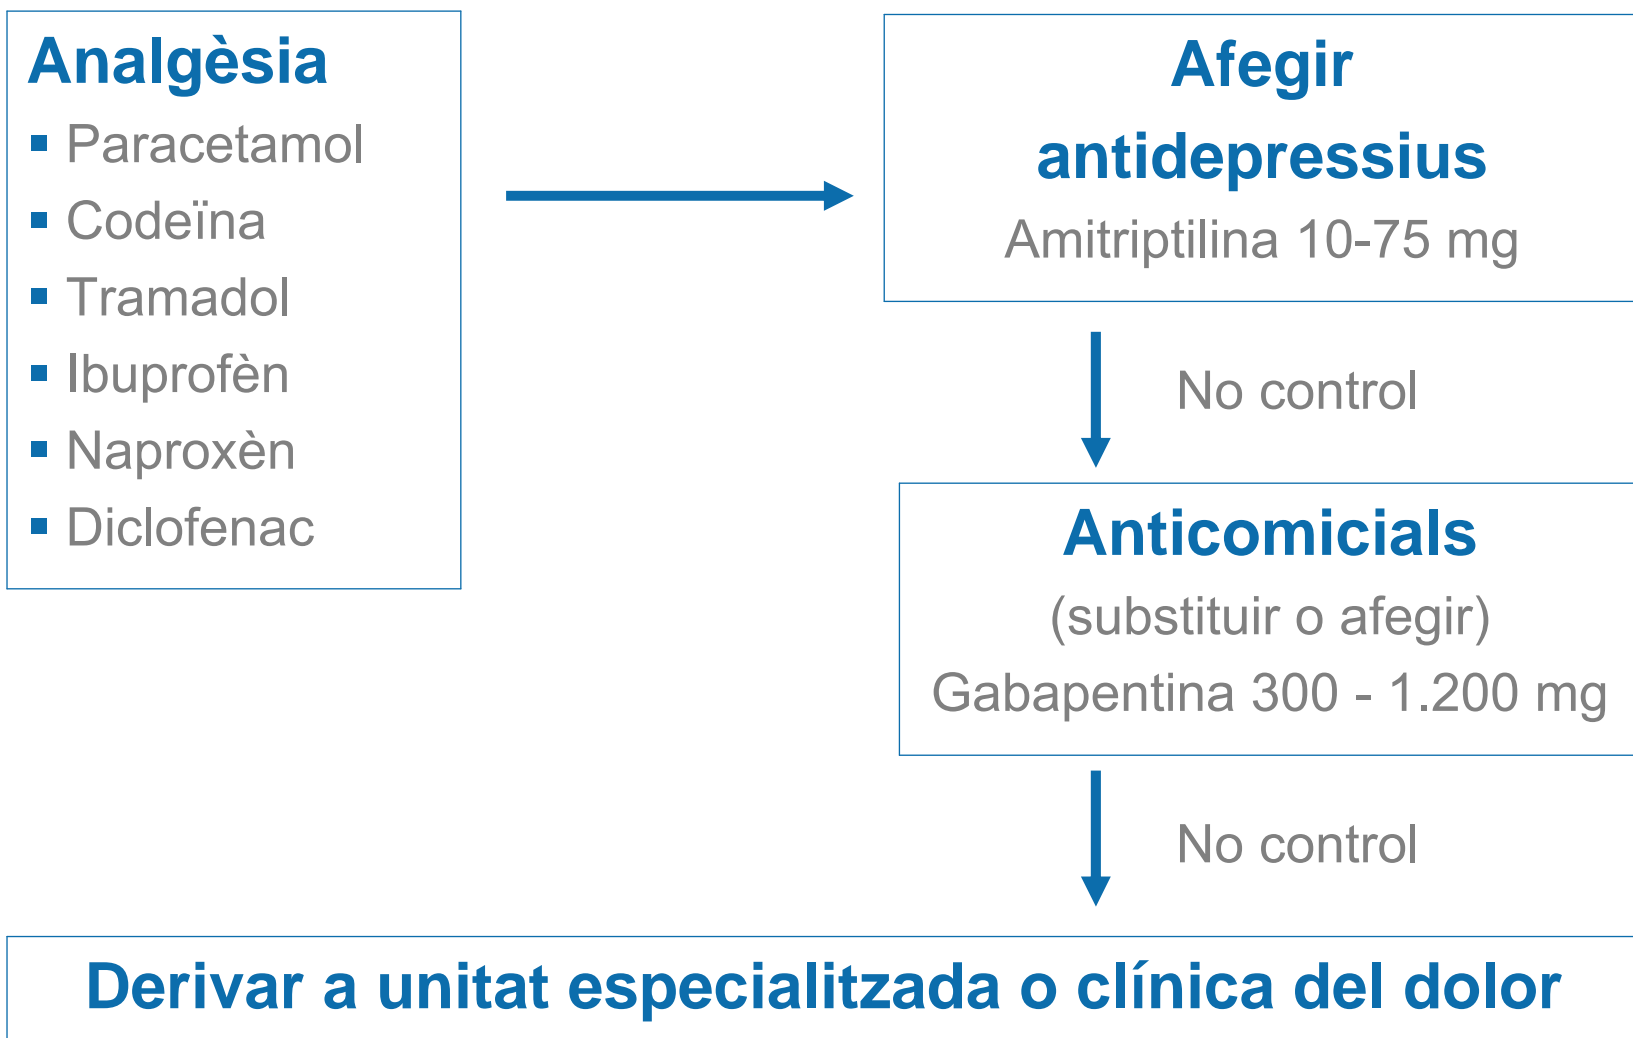 Analgèsia
▪ Paracetamol
▪ Codeïna
▪ Tramadol
▪ Ibuprofèn
▪ Naproxèn
▪ Diclofenac
Afegir
antidepressius
Amitriptilina 10-75 mg
No control
Anticomicials
(substituir o afegir)
Gabapentina 300 - 1.200 mg
No control
Derivar a unitat especialitzada o clínica del dolor